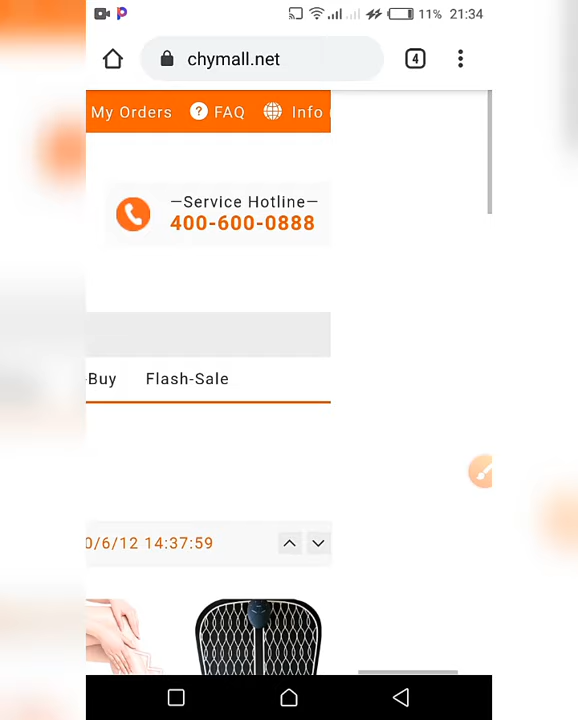 11% 21:34
chymall.net
4
My Orders ? FAQ Info
—Service Hotline—
400-600-0888
Buy Flash-Sale
0/6/12 14:37:59